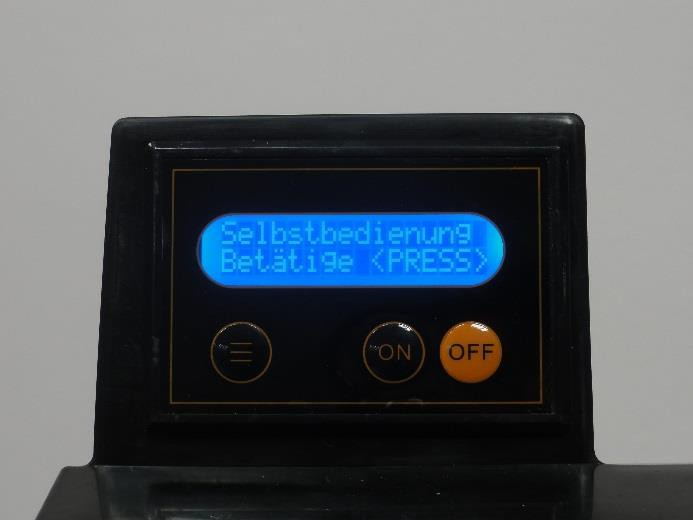 Selbstbedienung
Betätige <PRESS>
ON OFF